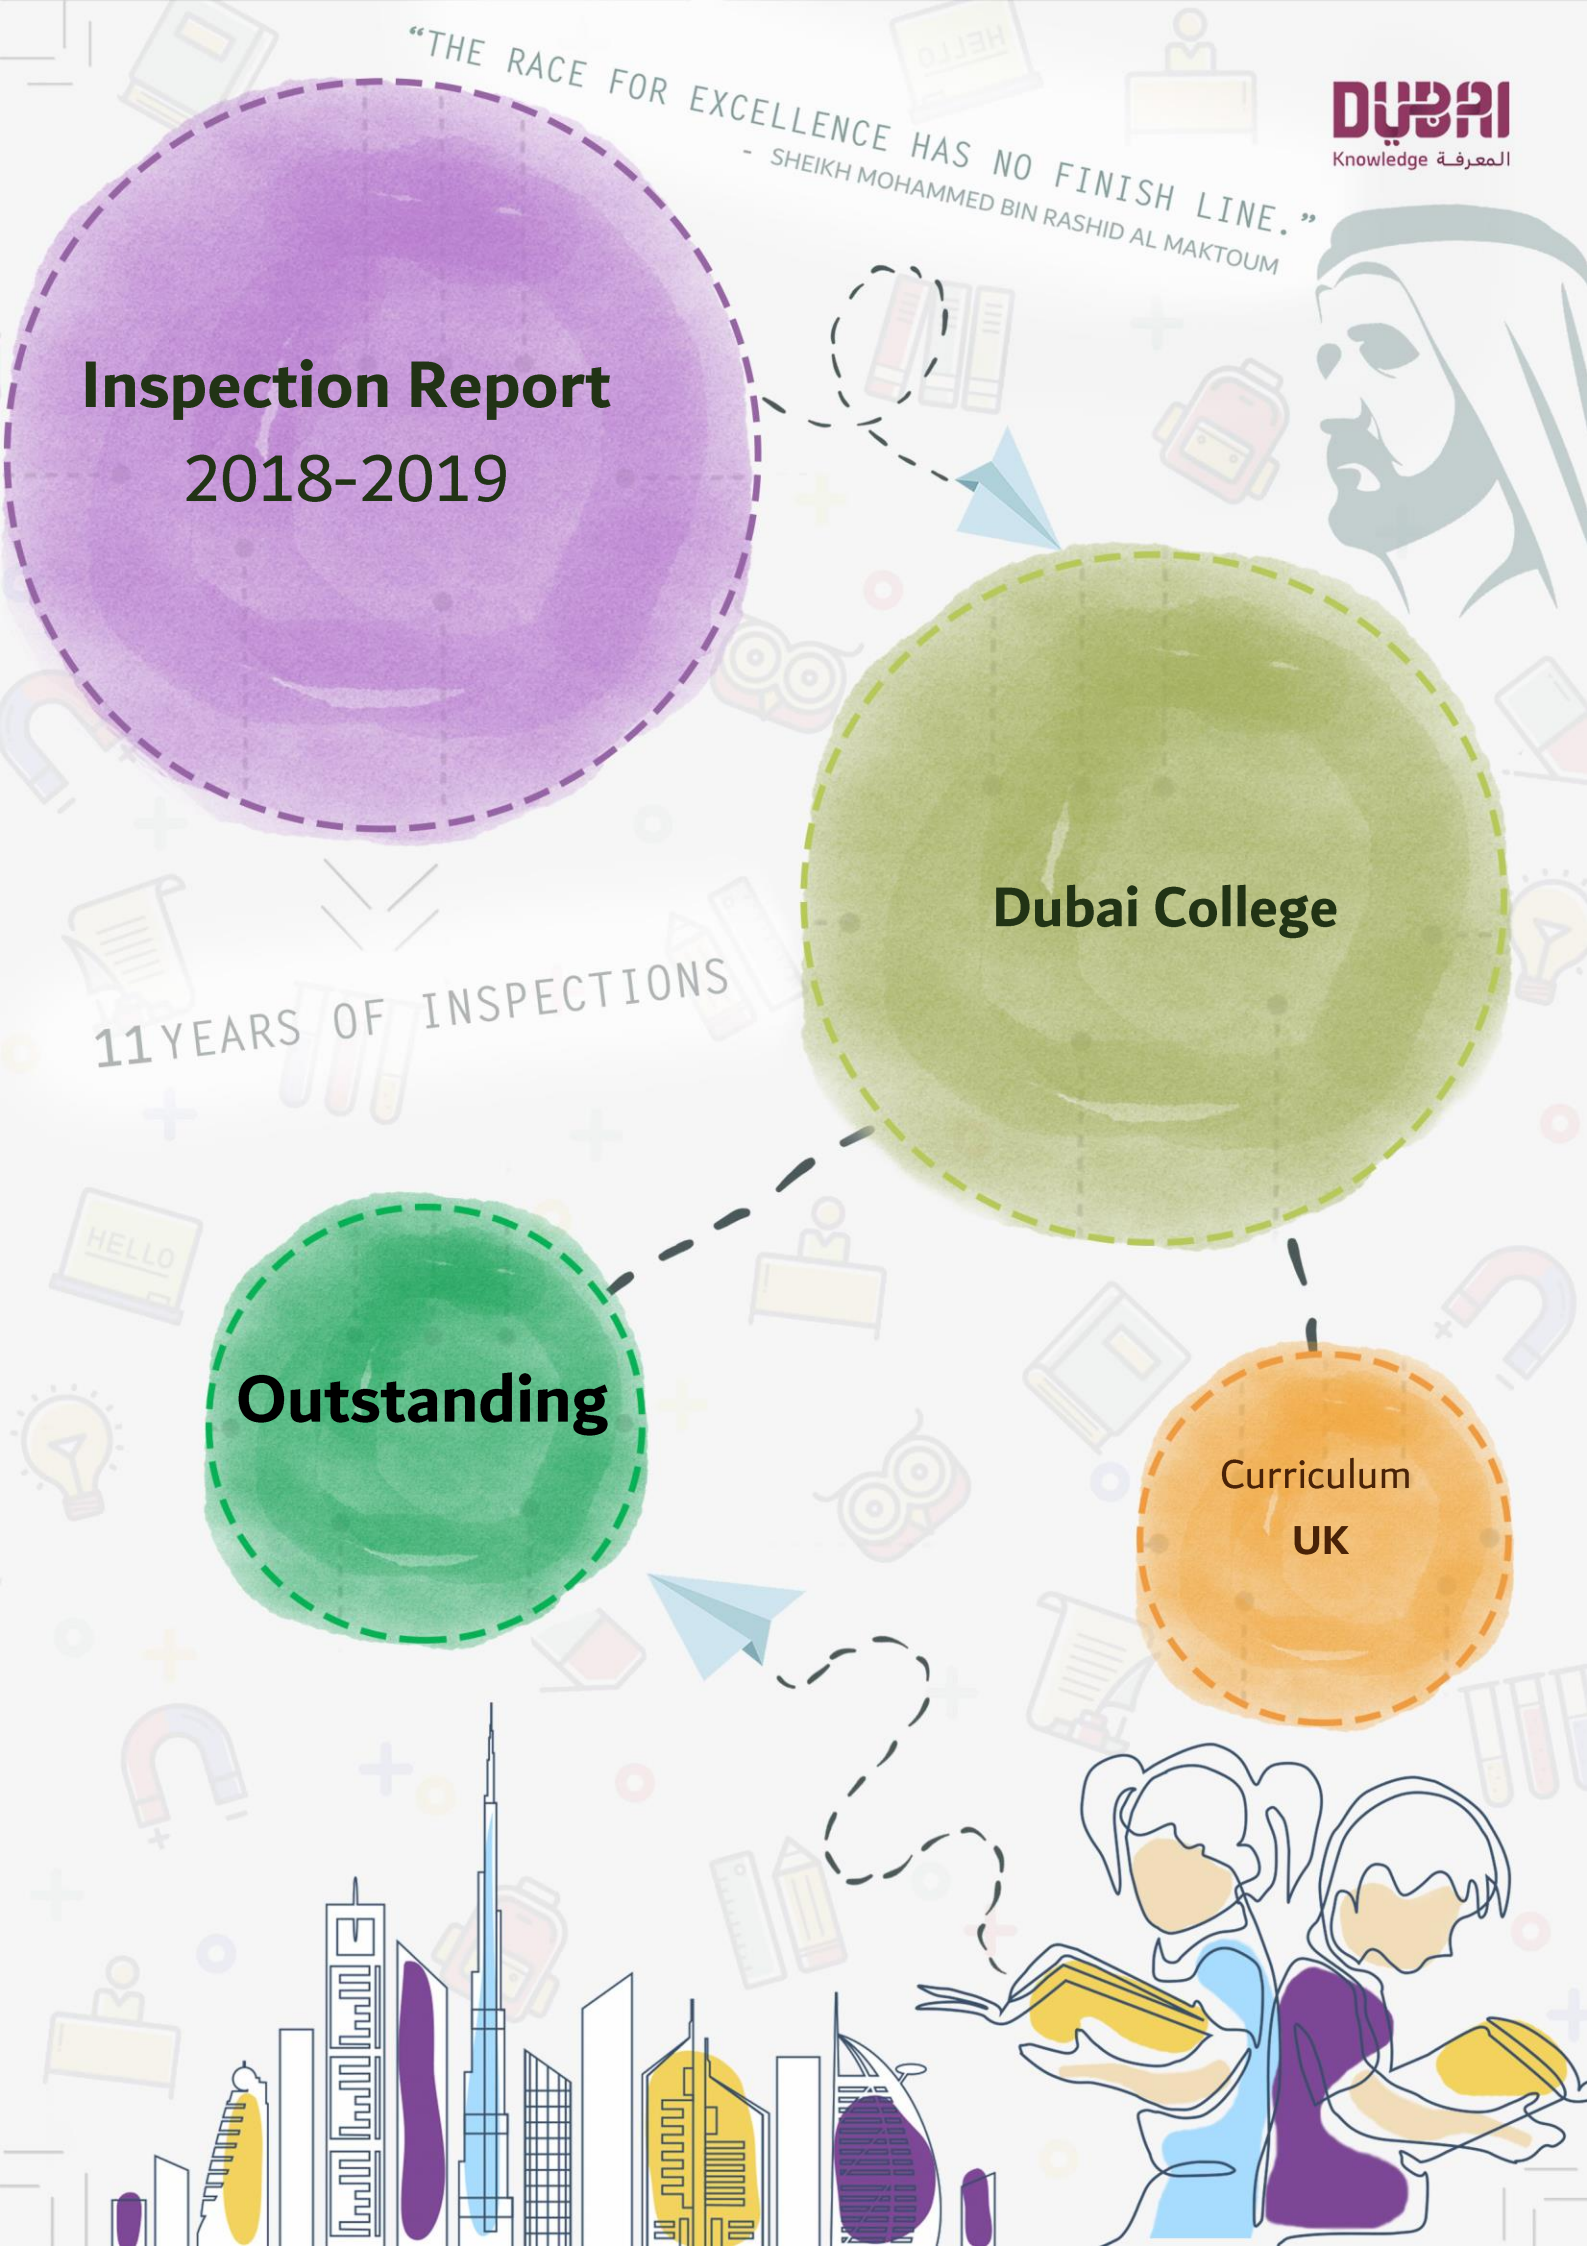 “THE RACE FOR EXCELLENCE HAS NO FINISH LINE.”
- SHEIKH MOHAMMED BIN RASHID AL MAKTOUM
DUBAI
Knowledge المعرفة
HELLO
Inspection Report
2018-2019
Dubai College
11 YEARS OF INSPECTIONS
HELLO
Outstanding
Curriculum
UK